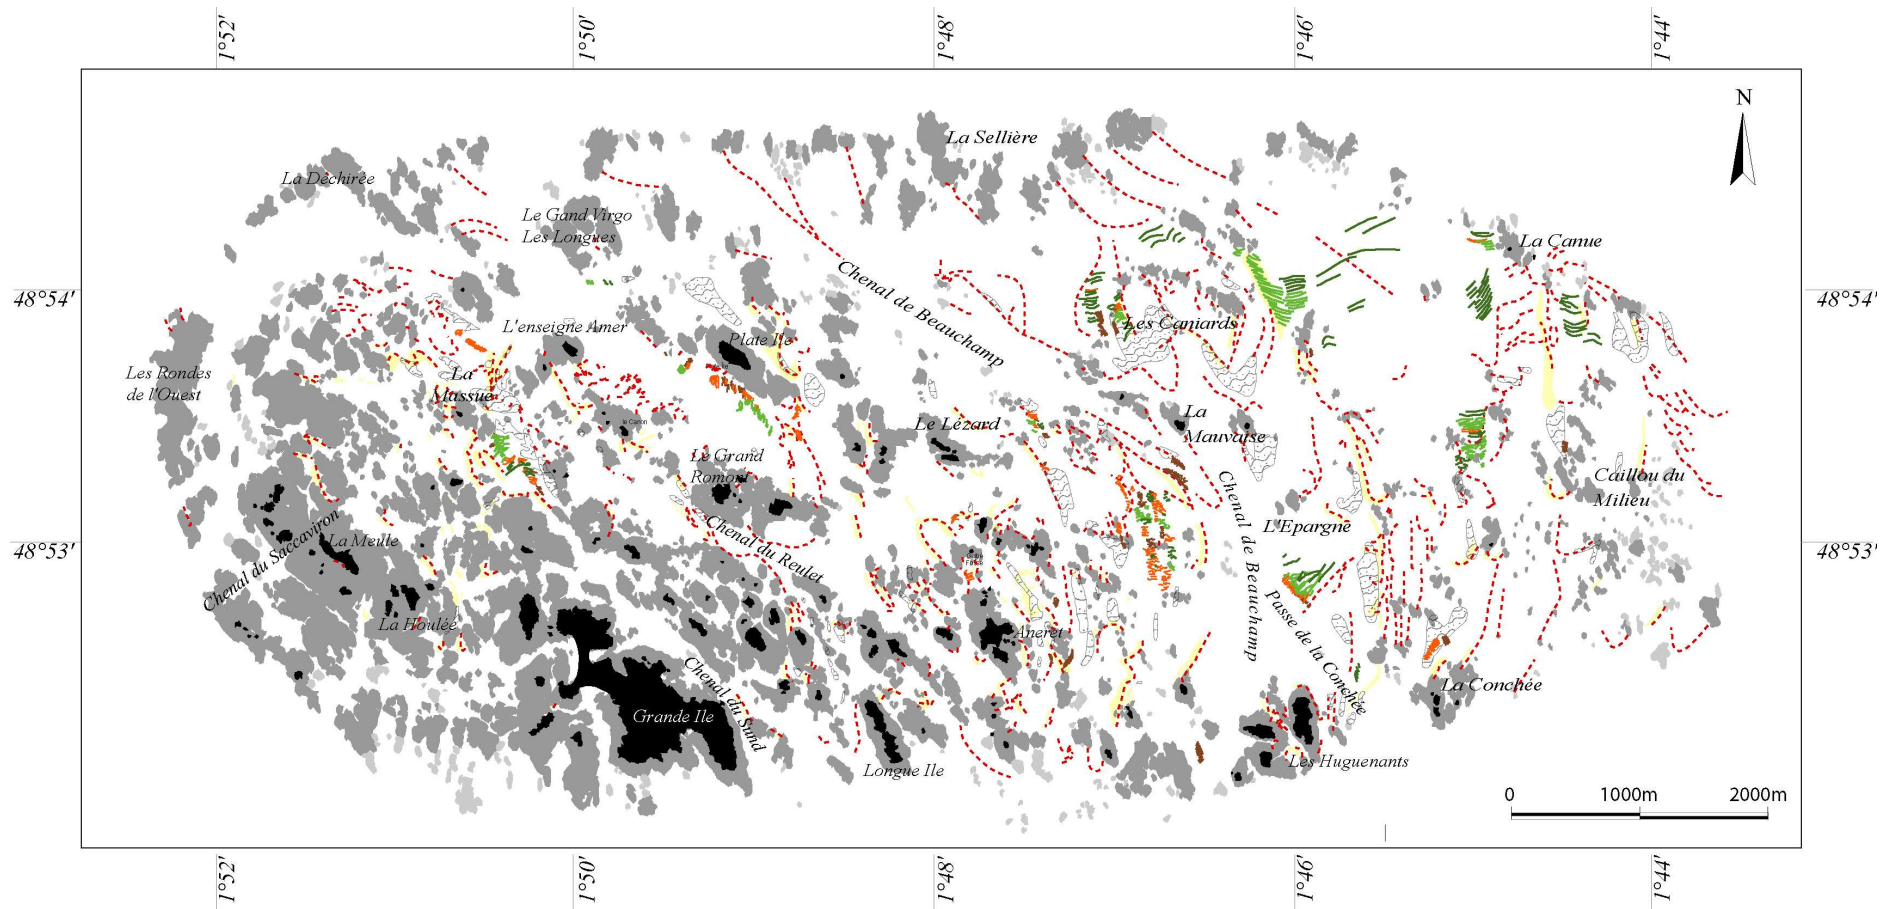 1°52'
1°50'
1°48'
1°46'
1°44'
N
La Sellière
La Déchirée
Le Gand Virgo
Les Longues
La Canue
Chenal de Beauchamp
48°54'
48°54'
L'enseigne Amer
Plate Ile
Les Caniards
Les Rondes
de l'Ouest
La
Massue
le Canon
Le Lézard
La
Mauvaise
Le Grand
Romont
Caillou du
Milieu
Chenal de Beauchamp
L'Epargne
Chenal du Saccaviron
La Meule
Chenal du Reulet
48°53'
48°53'
La Houlée
Aneret
Passe de la Conchée
Chenal du Sund
La Conchée
Grande Ile
Longue Ile
Les Huguenants
0
1000m
2000m
1°52'
1°50'
1°48'
1°46'
1°44'